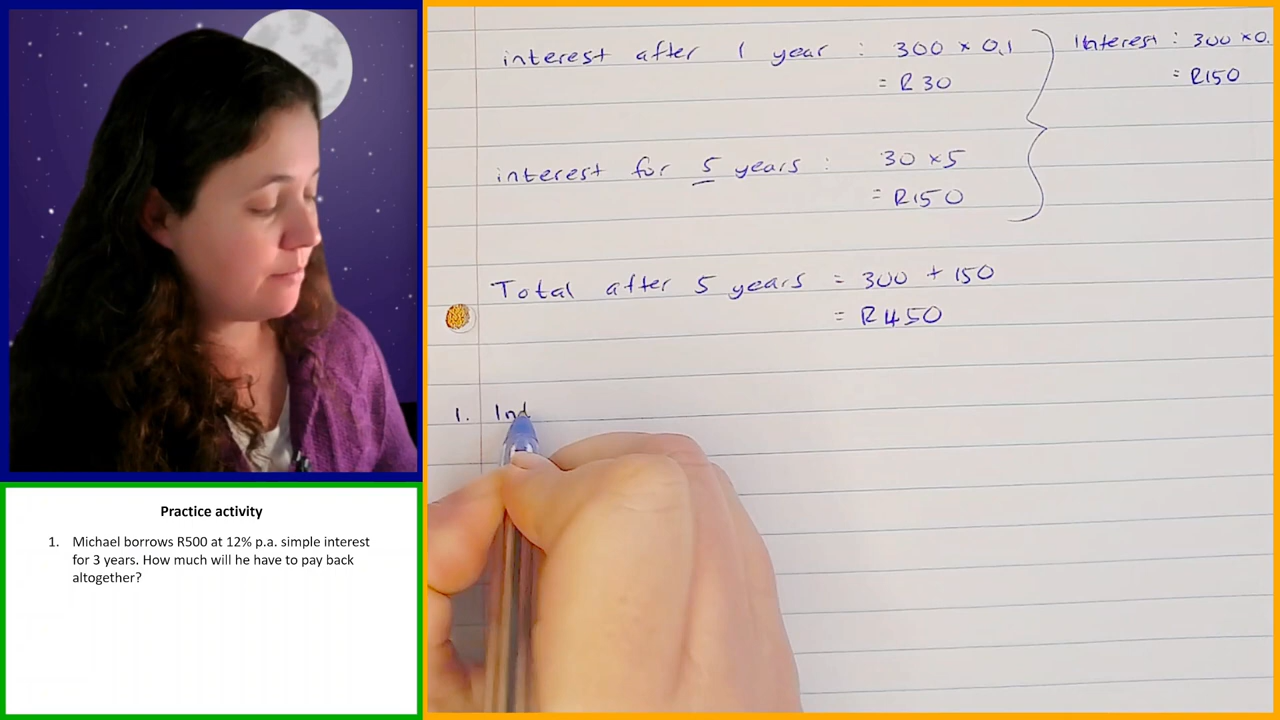 interest after 1 year : 300 × 0,1
= R30
interest for 5 years : 30 × 5
= R150
Interest : 300 × 0,
= R150
Total after 5 years = 300 + 150
= R450
1. Int
Practice activity
1. Michael borrows R500 at 12% p.a. simple interest
for 3 years. How much will he have to pay back
altogether?